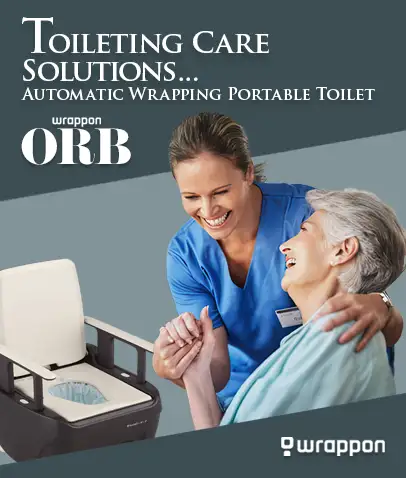 Toileting Care
Solutions...
Automatic Wrapping Portable Toilet
wrappon
ORB
wrappon